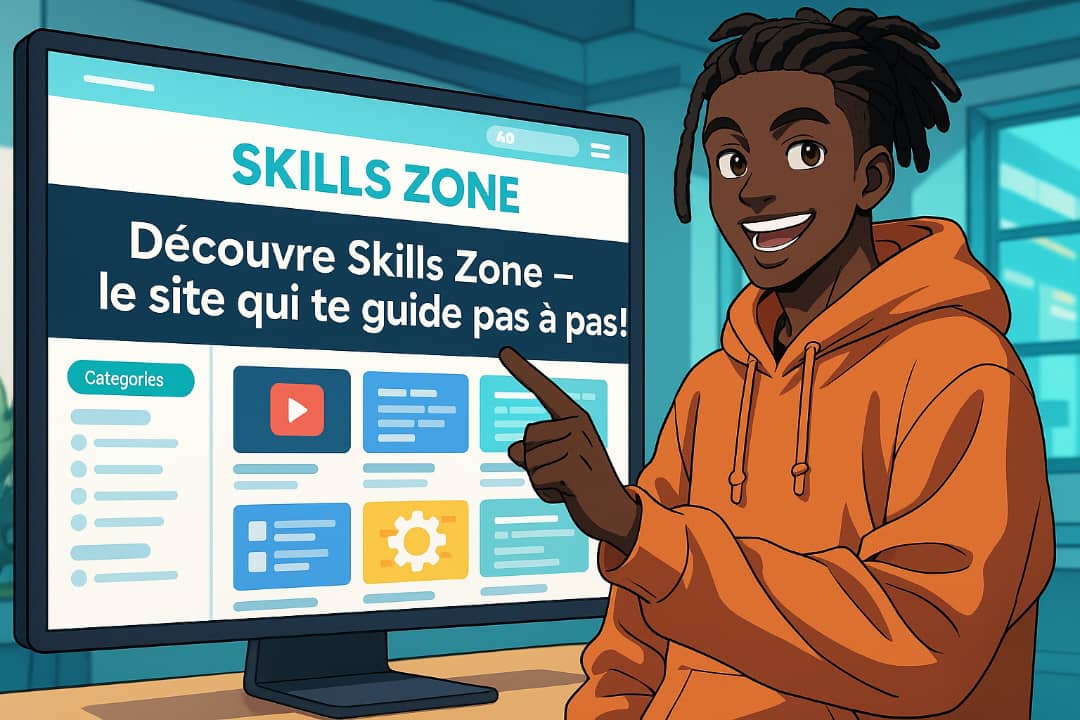 40
SKILLS ZONE
Découvre Skills Zone –
le site qui te guide pas à pas!
Categories